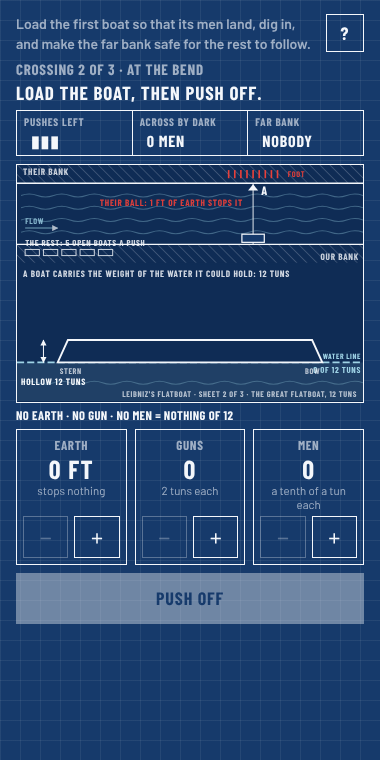 Load the first boat so that its men land, dig in,
and make the far bank safe for the rest to follow.
?
CROSSING 2 OF 3 · AT THE BEND
LOAD THE BOAT, THEN PUSH OFF.
PUSHES LEFT
ACROSS BY DARK
0 MEN
FAR BANK
NOBODY
THEIR BANK
FOOT
A
THEIR BALL: 1 FT OF EARTH STOPS IT
FLOW
THE REST: 5 OPEN BOATS A PUSH
OUR BANK
A BOAT CARRIES THE WEIGHT OF THE WATER IT COULD HOLD: 12 TUNS
WATER LINE
STERN
0 OF 12 TUNS
HOLLOW 12 TUNS
LEIBNIZ'S FLATBOAT · SHEET 2 OF 3 · THE GREAT FLATBOAT, 12 TUNS
NO EARTH · NO GUN · NO MEN = NOTHING OF 12
EARTH
0 FT
stops nothing
− +
GUNS
0
2 tuns each
− +
MEN
0
a tenth of a tun
each
− +
PUSH OFF